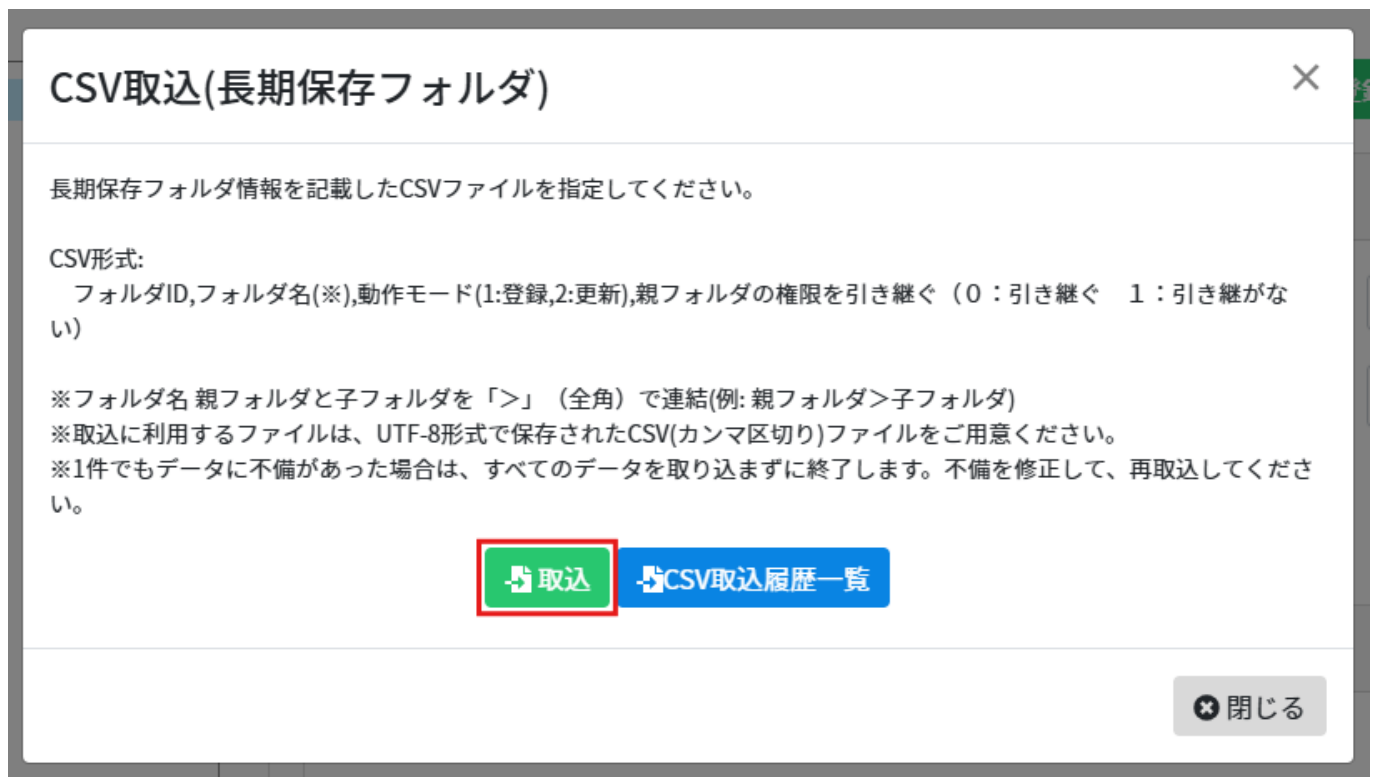 CSV取込(長期保存フォルダ)
長期保存フォルダ情報を記載したCSVファイルを指定してください。
CSV形式:
フォルダID,フォルダ名(※),動作モード(1:登録,2:更新),親フォルダの権限を引き継ぐ（０：引き継ぐ　１：引き継がな
い）
※フォルダ名 親フォルダと子フォルダを「＞」（全角）で連結(例: 親フォルダ＞子フォルダ)
※取込に利用するファイルは、UTF-8形式で保存されたCSV(カンマ区切り)ファイルをご用意ください。
※1件でもデータに不備があった場合は、すべてのデータを取り込まずに終了します。不備を修正して、再取込してくださ
い。
取込
CSV取込履歴一覧
閉じる